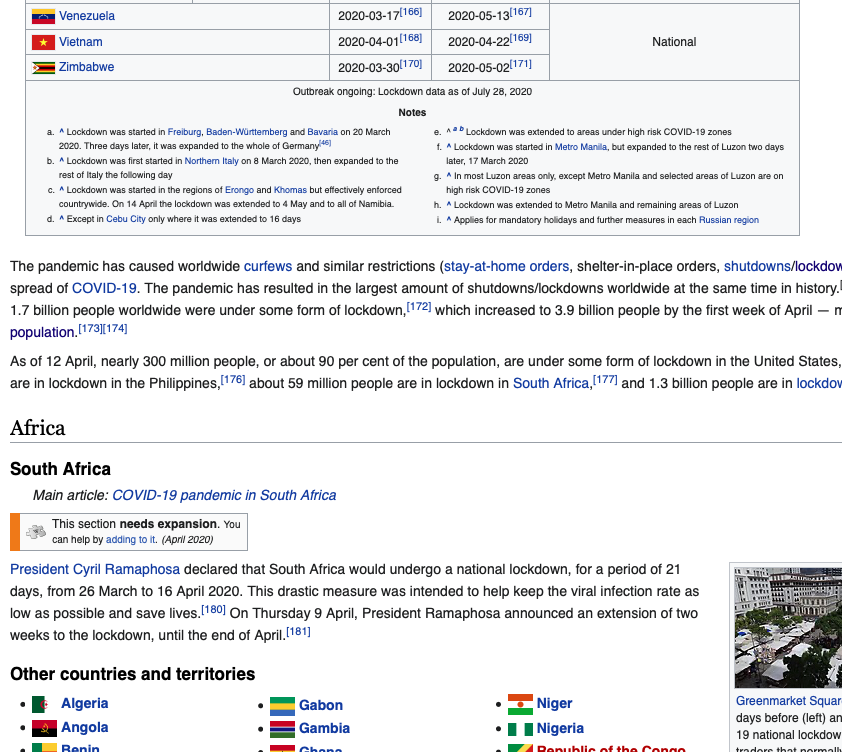 Venezuela 2020-03-17[166] 2020-05-13[167]
Vietnam 2020-04-01[168] 2020-04-22[169] National
Zimbabwe 2020-03-30[170] 2020-05-02[171]
Outbreak ongoing: Lockdown data as of July 28, 2020
Notes
a. ^ Lockdown was started in Freiburg, Baden-Württemberg and Bavaria on 20 March
2020. Three days later, it was expanded to the whole of Germany[46]
b. ^ Lockdown was first started in Northern Italy on 8 March 2020, then expanded to the
rest of Italy the following day
c. ^ Lockdown was started in the regions of Erongo and Khomas but effectively enforced
countrywide. On 14 April the lockdown was extended to 4 May and to all of Namibia.
d. ^ Except in Cebu City only where it was extended to 16 days
e. ^ a b Lockdown was extended to areas under high risk COVID-19 zones
f. ^ Lockdown was started in Metro Manila, but expanded to the rest of Luzon two days
later, 17 March 2020
g. ^ In most Luzon areas only, except Metro Manila and selected areas of Luzon are on
high risk COVID-19 zones
h. ^ Lockdown was extended to Metro Manila and remaining areas of Luzon
i. ^ Applies for mandatory holidays and further measures in each Russian region
The pandemic has caused worldwide curfews and similar restrictions (stay-at-home orders, shelter-in-place orders, shutdowns/lockdow
spread of COVID-19. The pandemic has resulted in the largest amount of shutdowns/lockdowns worldwide at the same time in history.[
1.7 billion people worldwide were under some form of lockdown,[172] which increased to 3.9 billion people by the first week of April — m
population.[173][174]
As of 12 April, nearly 300 million people, or about 90 per cent of the population, are under some form of lockdown in the United States,
are in lockdown in the Philippines,[176] about 59 million people are in lockdown in South Africa,[177] and 1.3 billion people are in lockdow
Africa
South Africa
Main article: COVID-19 pandemic in South Africa
This section needs expansion. You
can help by adding to it. (April 2020)
President Cyril Ramaphosa declared that South Africa would undergo a national lockdown, for a period of 21
days, from 26 March to 16 April 2020. This drastic measure was intended to help keep the viral infection rate as
low as possible and save lives.[180] On Thursday 9 April, President Ramaphosa announced an extension of two
weeks to the lockdown, until the end of April.[181]
Greenmarket Squar
days before (left) an
19 national lockdow
traders that normally
Other countries and territories
• Algeria
• Angola
Benin
• Gabon
• Gambia
Ghana
• Niger
• Nigeria
Republic of the Congo